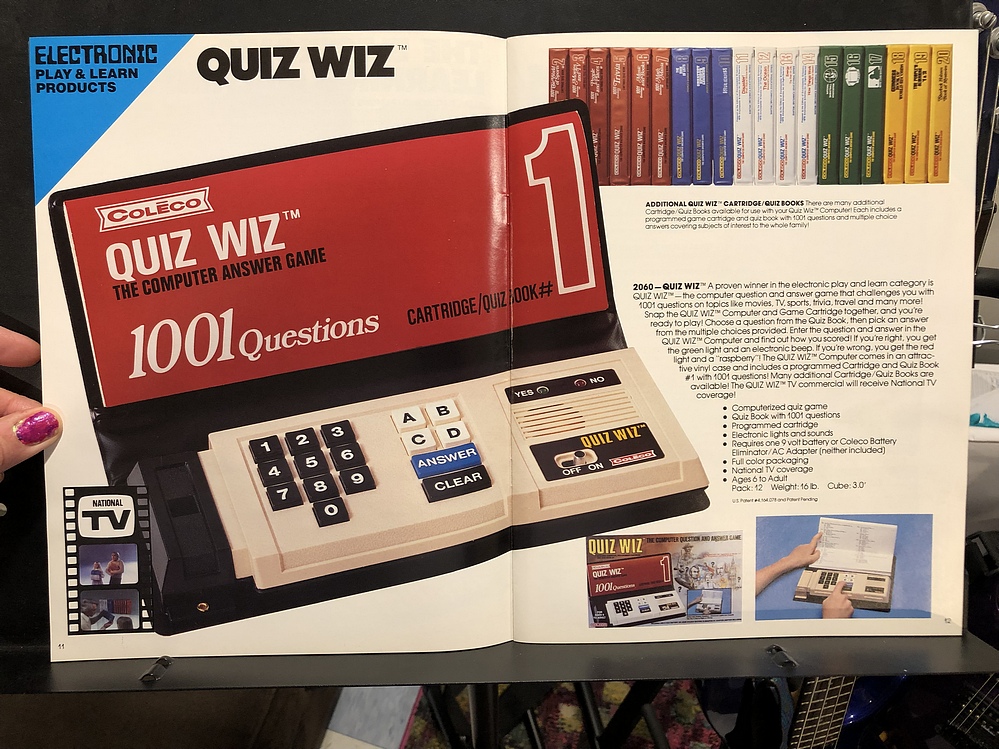 ELECTRONIC
PLAY & LEARN
PRODUCTS
QUIZ WIZ™
COLECO
QUIZ WIZ™
THE COMPUTER ANSWER GAME
1001 Questions
CARTRIDGE/QUIZ BOOK#
1
1 2 3
4 5 6
7 8 9
0
A B
C D
ANSWER
CLEAR
YES NO
QUIZ WIZ™
OFF ON
COLECO
NATIONAL
TV
11
ADDITIONAL QUIZ WIZ™ CARTRIDGE/QUIZ BOOKS There are many additional
Cartridge/Quiz Books available for use with your Quiz Wiz™ Computer! Each includes a
programmed game cartridge and quiz book with 1001 questions and multiple choice
answers covering subjects of interest to the whole family!
2060—QUIZ WIZ™ A proven winner in the electronic play and learn category is
QUIZ WIZ™—the computer question and answer game that challenges you with
1001 questions on topics like movies, TV, sports, trivia, travel and many more!
Snap the QUIZ WIZ™ Computer and Game Cartridge together, and you're
ready to play! Choose a question from the Quiz Book, then pick an answer
from the multiple choices provided. Enter the question and answer in the
QUIZ WIZ™ Computer and find out how you scored! If you're right, you get
the green light and an electronic beep. If you're wrong, you get the red
light and a "raspberry"! The QUIZ WIZ™ Computer comes in an attrac-
tive vinyl case and includes a programmed Cartridge and Quiz Book
#1 with 1001 questions! Many additional Cartridge/Quiz Books are
available! The QUIZ WIZ™ TV commercial will receive National TV
coverage!
• Computerized quiz game
• Quiz Book with 1001 questions
• Programmed cartridge
• Electronic lights and sounds
• Requires one 9 volt battery or Coleco Battery
Eliminator/AC Adapter (neither included)
• Full color packaging
• National TV coverage
• Ages 6 to Adult
Pack: 12 Weight: 16 lb. Cube: 3.0'
U.S. Patent #4,164,078 and Patent Pending
QUIZ WIZ THE COMPUTER QUESTION AND ANSWER GAME
QUIZ WIZ™
1001 Questions
1
12